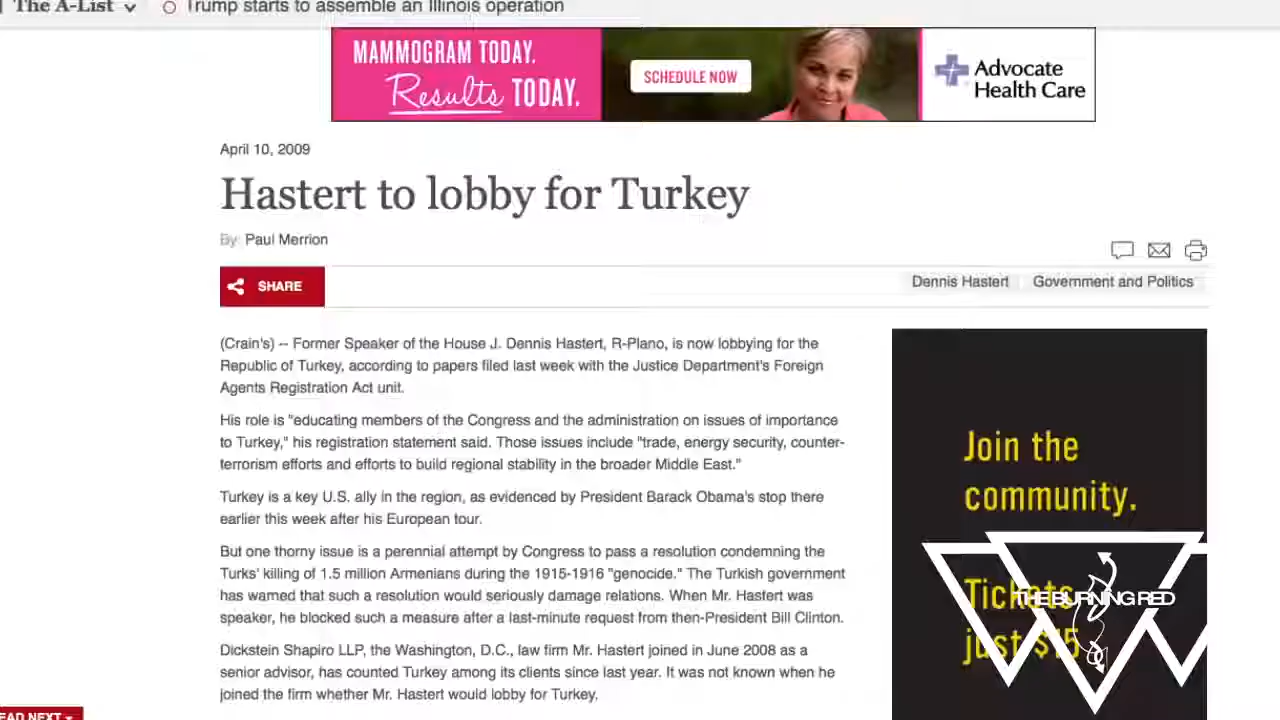 The A-List
Trump starts to assemble an Illinois operation
MAMMOGRAM TODAY.
Results TODAY.
SCHEDULE NOW
Advocate
Health Care
April 10, 2009
Hastert to lobby for Turkey
By: Paul Merrion
SHARE
Dennis Hastert
Government and Politics
(Crain's) -- Former Speaker of the House J. Dennis Hastert, R-Plano, is now lobbying for the
Republic of Turkey, according to papers filed last week with the Justice Department's Foreign
Agents Registration Act unit.
His role is "educating members of the Congress and the administration on issues of importance
to Turkey," his registration statement said. Those issues include "trade, energy security, counter-
terrorism efforts and efforts to build regional stability in the broader Middle East."
Turkey is a key U.S. ally in the region, as evidenced by President Barack Obama's stop there
earlier this week after his European tour.
But one thorny issue is a perennial attempt by Congress to pass a resolution condemning the
Turks' killing of 1.5 million Armenians during the 1915-1916 "genocide." The Turkish government
has warned that such a resolution would seriously damage relations. When Mr. Hastert was
speaker, he blocked such a measure after a last-minute request from then-President Bill Clinton.
Dickstein Shapiro LLP, the Washington, D.C., law firm Mr. Hastert joined in June 2008 as a
senior advisor, has counted Turkey among its clients since last year. It was not known when he
joined the firm whether Mr. Hastert would lobby for Turkey.
Join the
community.
Tickets
just $15
THE BURNING RED
EAD NEXT